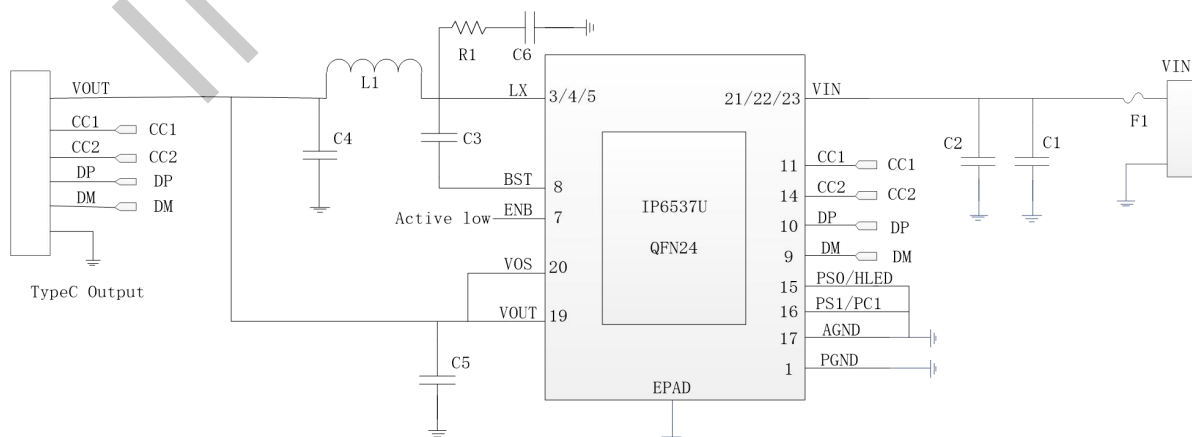 R1
C6
VOUT
L1
LX
3/4/5
21/22/23
VIN
VIN
F1
CC1
CC1
CC2
CC2
DP
DP
DM
DM
C4
C3
C2
C1
BST
8
11
CC1
CC1
Active low
ENB
7
14
CC2
CC2
IP6537U
QFN24
10
DP
DP
9
DM
DM
VOS
20
15
PS0/HLED
TypeC Output
VOUT
19
16
PS1/PC1
17
AGND
C5
1
PGND
EPAD